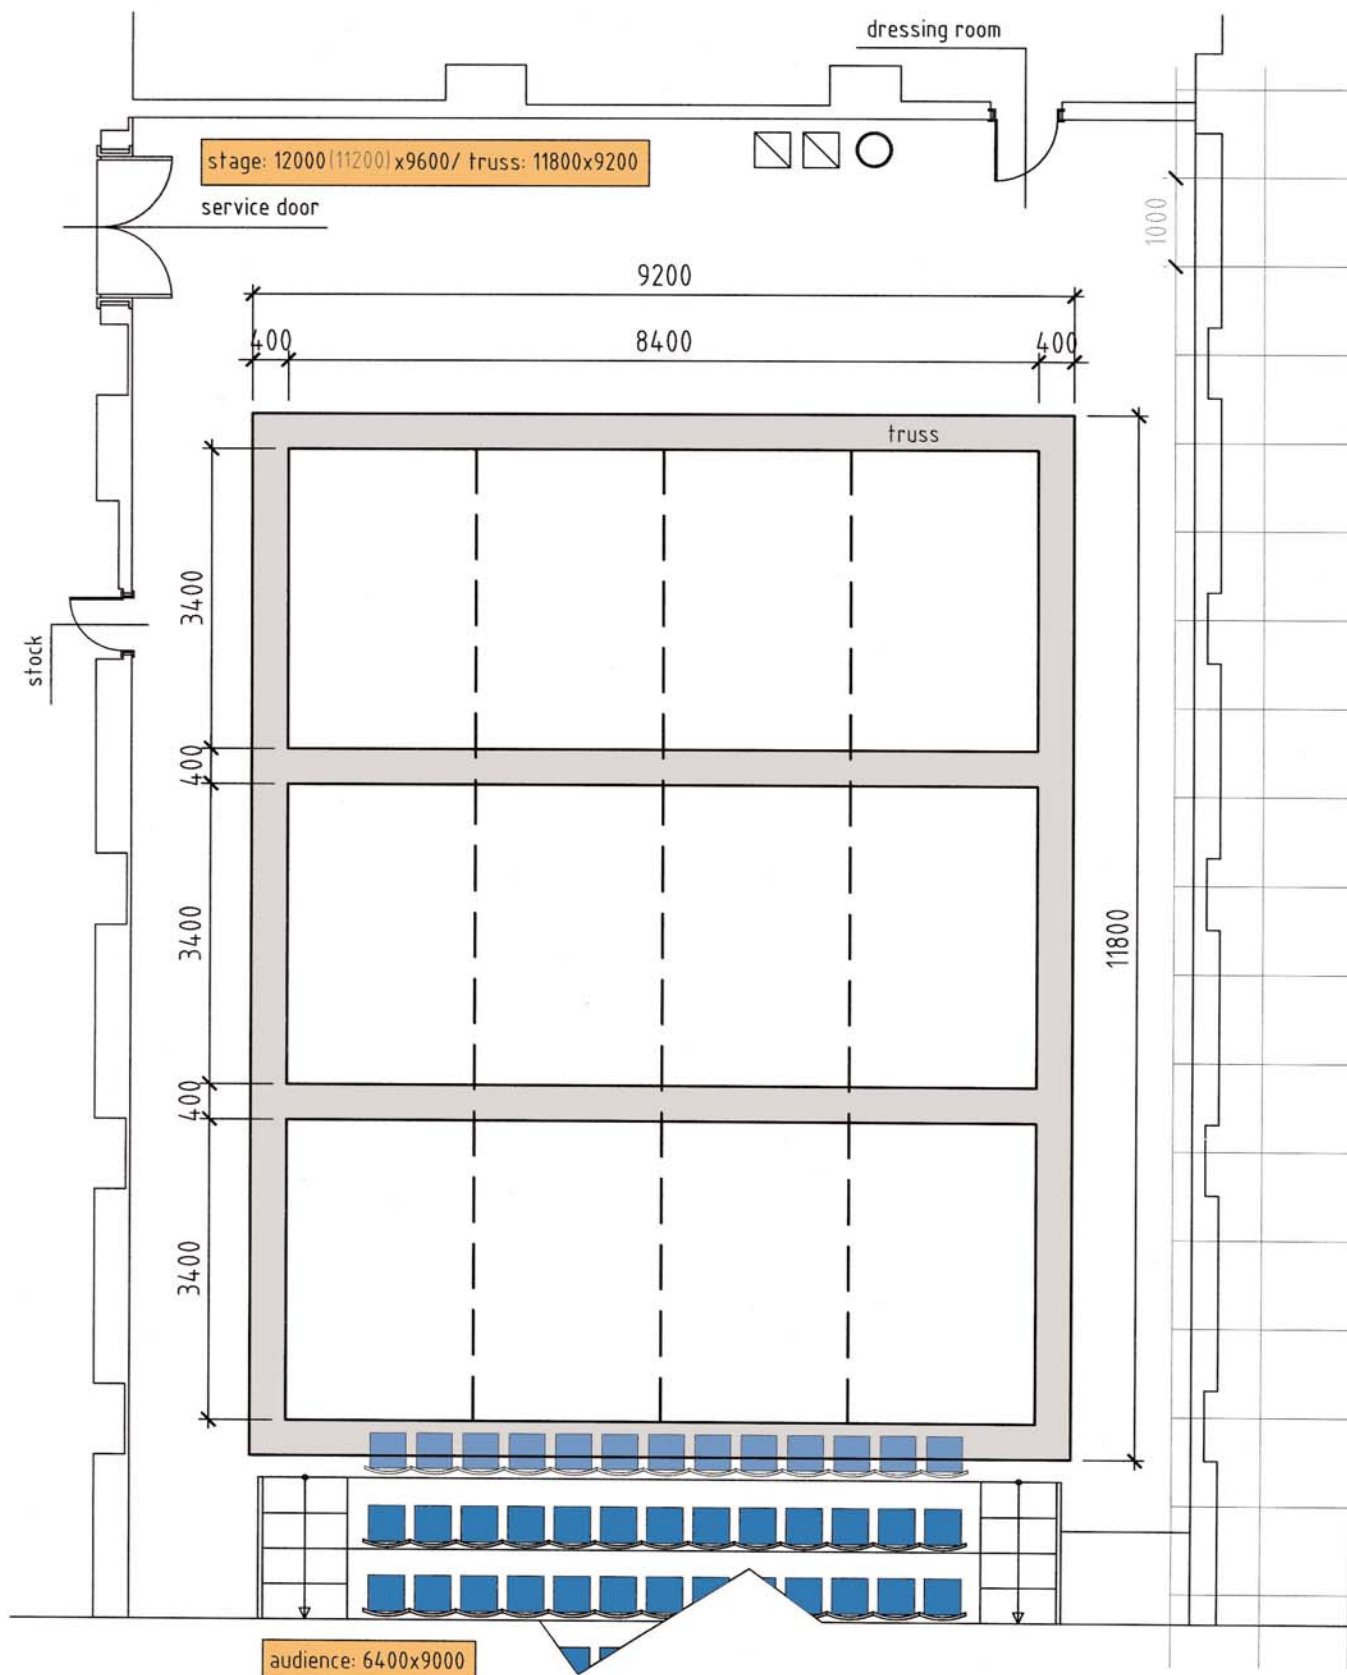 dressing room
stage: 12000(11200)x9600/ truss: 11800x9200
service door
1000
9200
400
8400
400
truss
3400
stock
400
3400
11800
400
3400
audience: 6400x9000